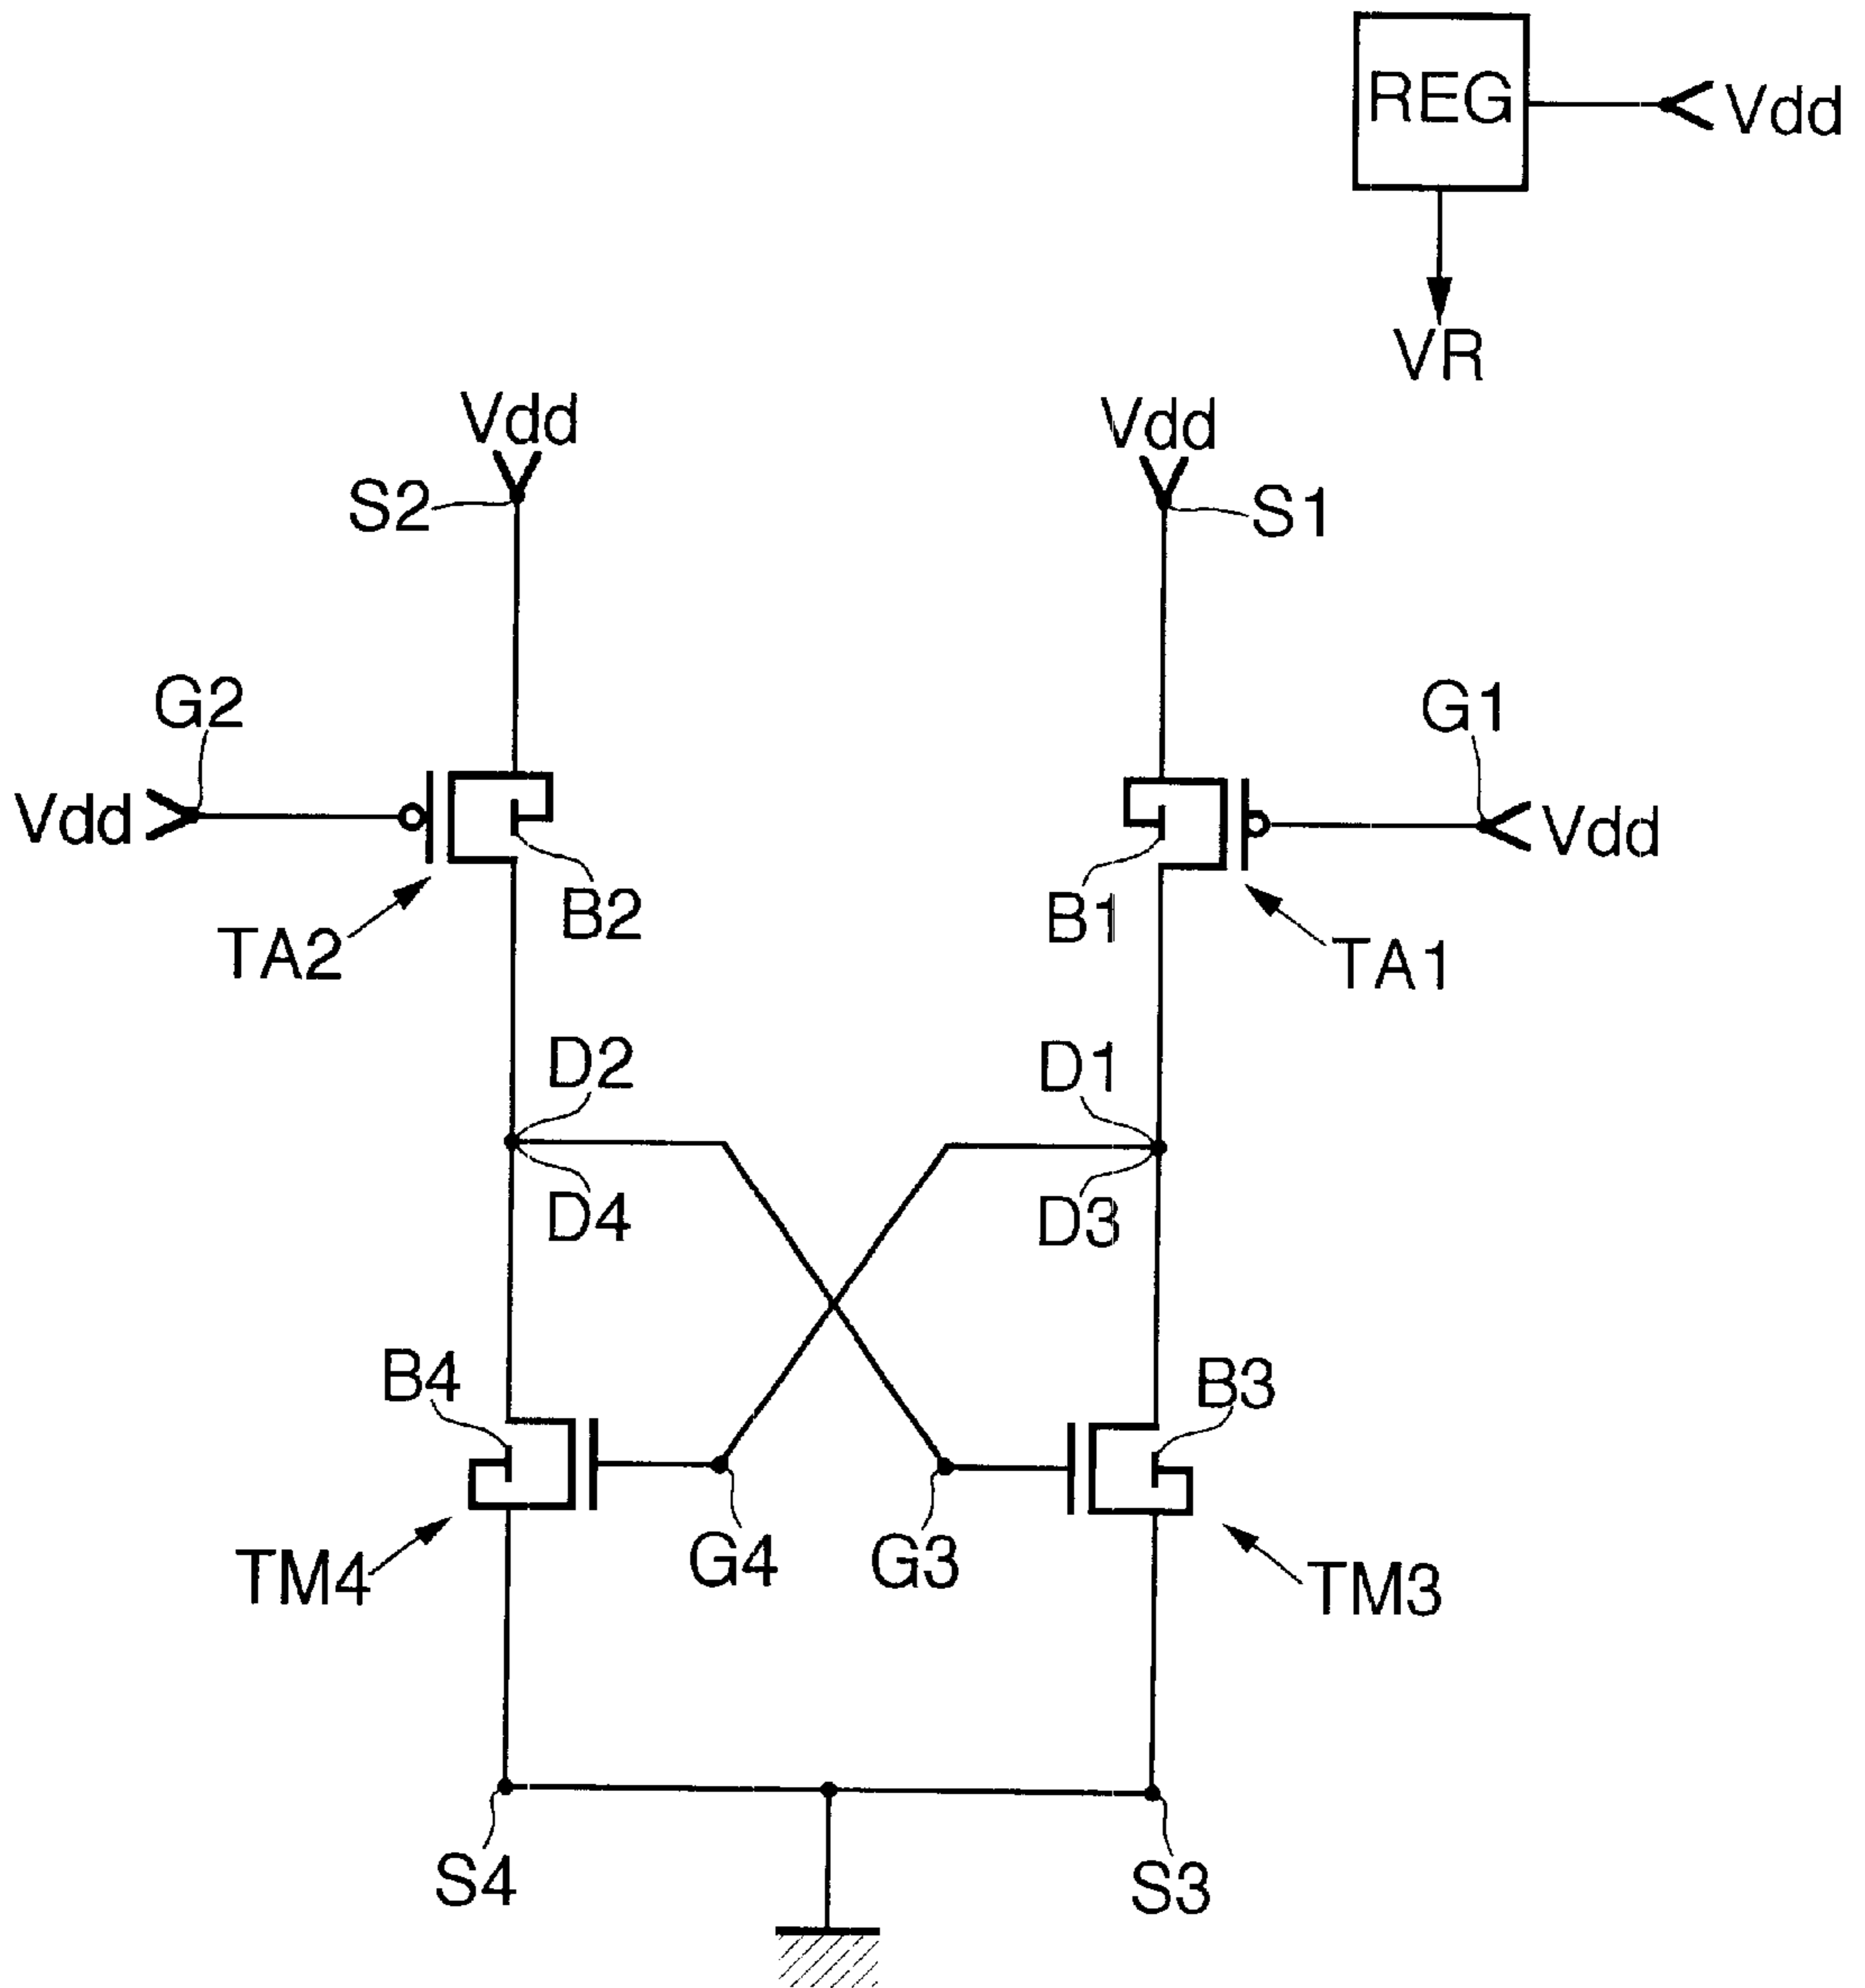 REG
Vdd
VR
Vdd
Vdd
S2
S1
G2
G1
Vdd
Vdd
B2
B1
TA2
TA1
D2
D1
D4
D3
B4
B3
G4
G3
TM4
TM3
S4
S3